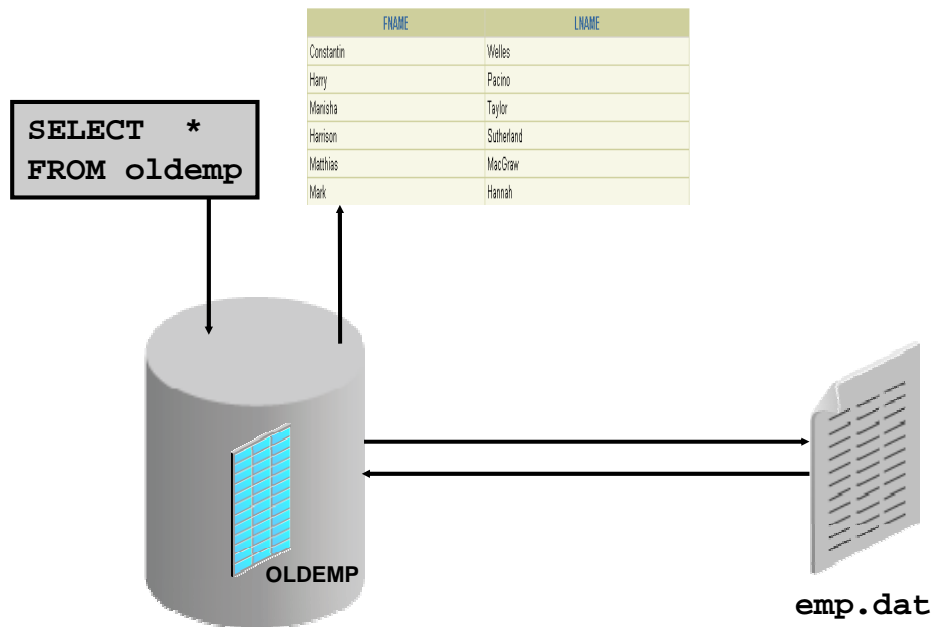 FNAME LNAME
Constantin Welles
Harry Pacino
Manisha Taylor
Harrison Sutherland
Matthias MacGraw
Mark Hannah
SELECT *
FROM oldemp
OLDEMP
emp.dat